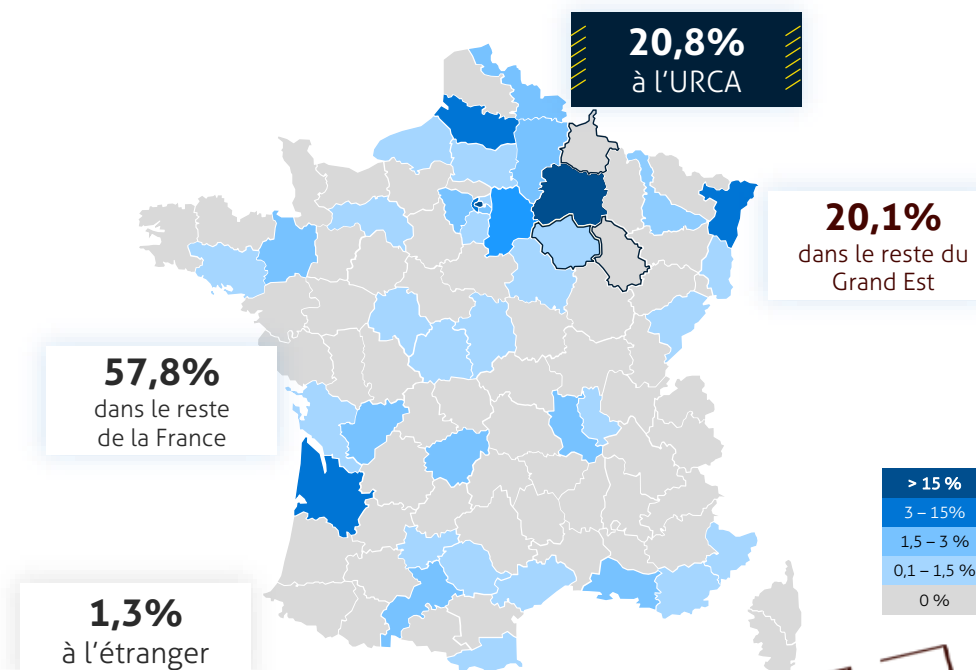 20,8%
à l'URCA
20,1%
dans le reste du
Grand Est
57,8%
dans le reste
de la France
> 15 %
3 – 15%
1,5 – 3 %
0,1 – 1,5 %
0 %
1,3%
à l'étranger